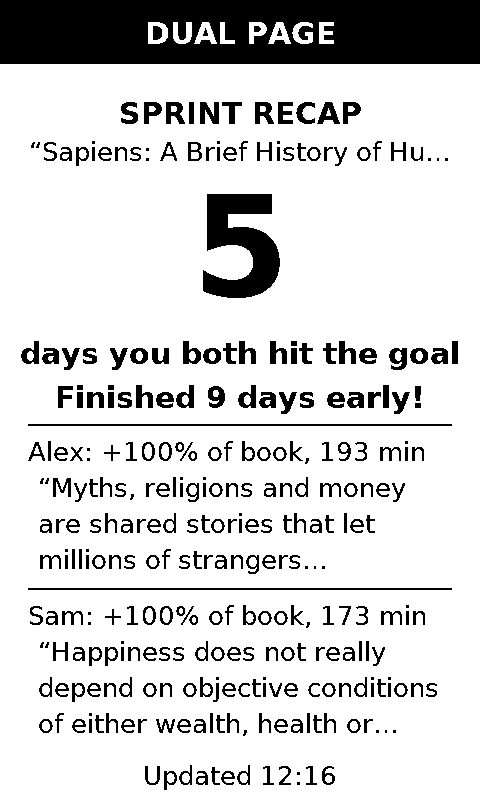 DUAL PAGE
SPRINT RECAP
“Sapiens: A Brief History of Hu...
5
days you both hit the goal
Finished 9 days early!
Alex: +100% of book, 193 min
“Myths, religions and money
are shared stories that let
millions of strangers...
Sam: +100% of book, 173 min
“Happiness does not really
depend on objective conditions
of either wealth, health or...
Updated 12:16